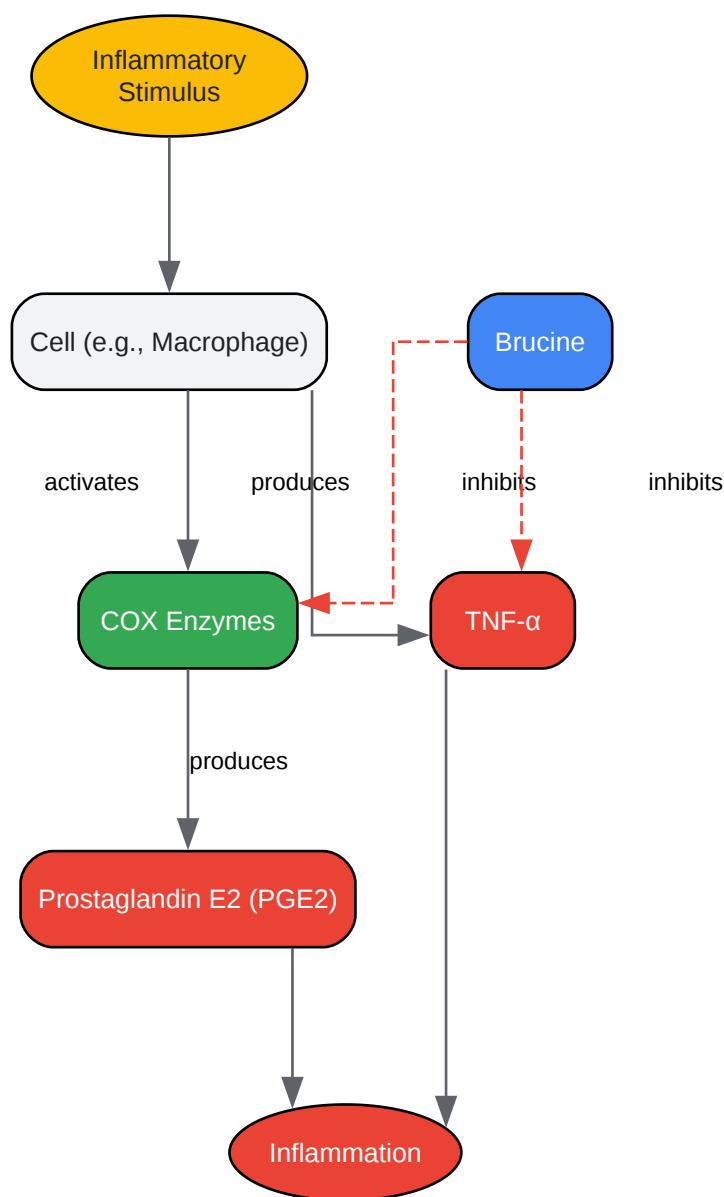 Inflammatory
Stimulus
Cell (e.g., Macrophage)
Brucine
activates
produces
inhibits
inhibits
COX Enzymes
TNF-α
produces
Prostaglandin E2 (PGE2)
Inflammation